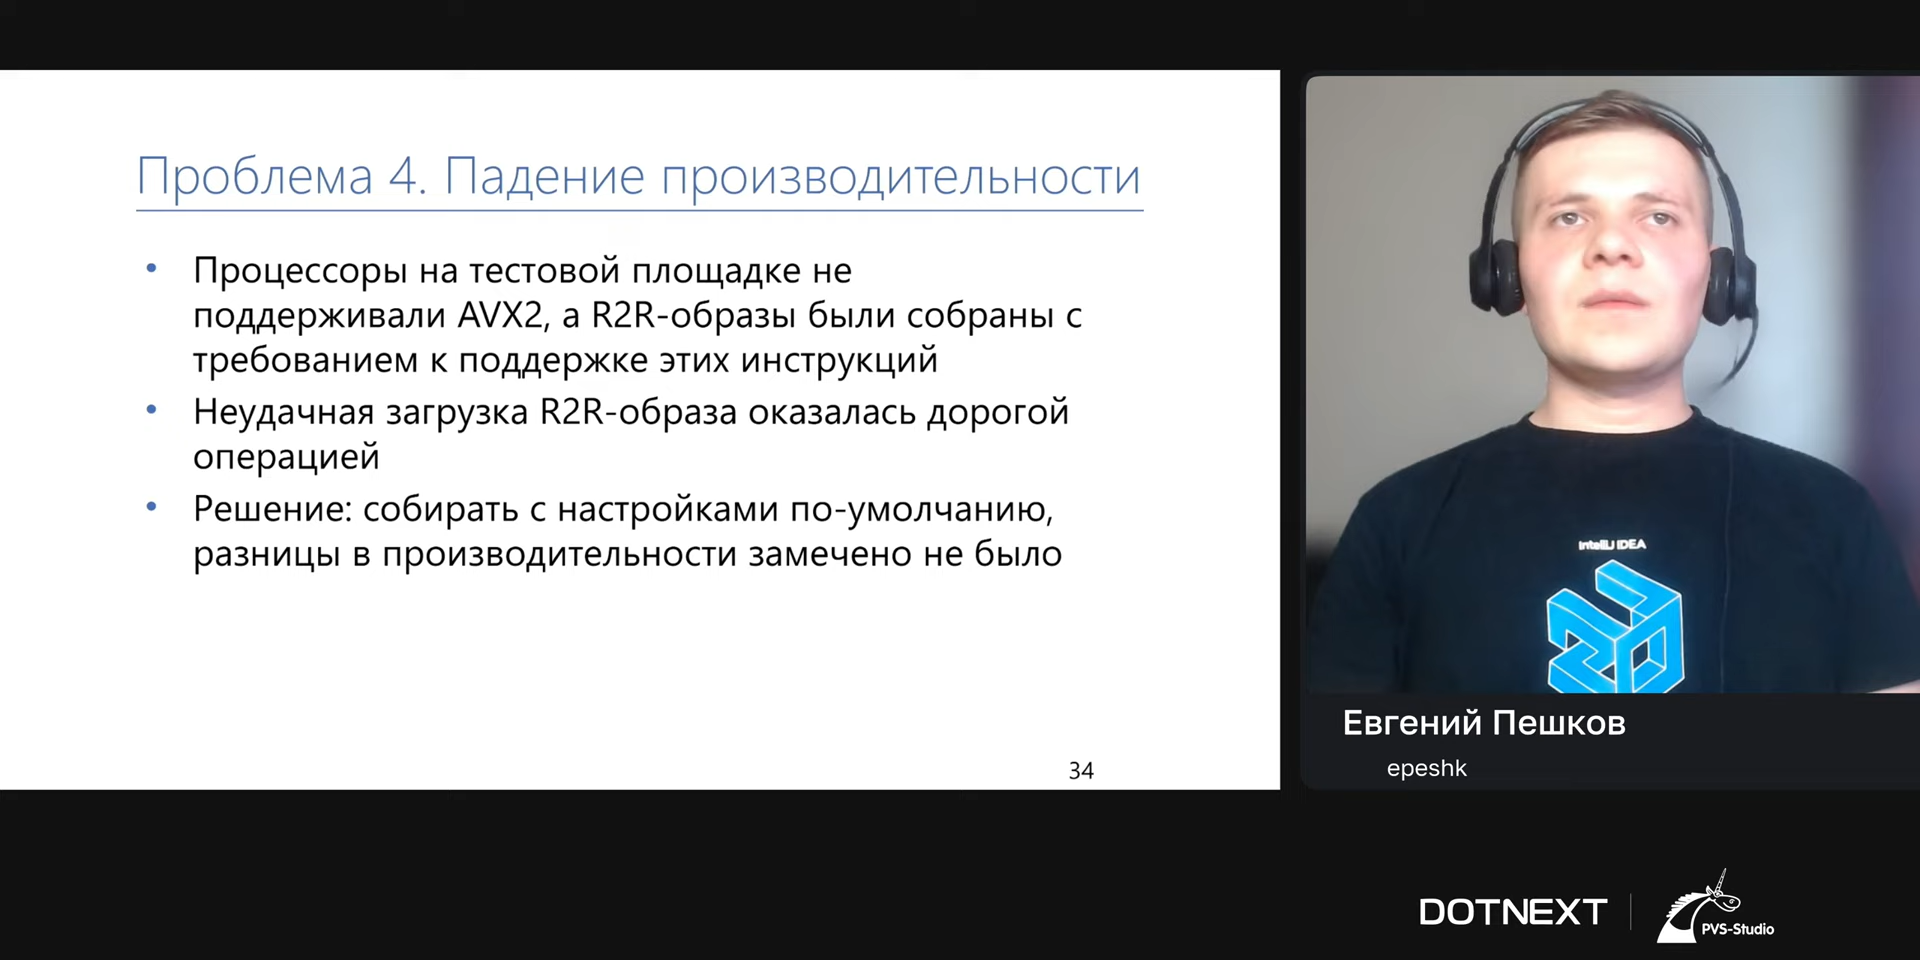 Проблема 4. Падение производительности
Процессоры на тестовой площадке не
поддерживали AVX2, а R2R-образы были собраны с
требованием к поддержке этих инструкций
Неудачная загрузка R2R-образа оказалась дорогой
операцией
Решение: собирать с настройками по-умолчанию,
разницы в производительности замечено не было
34
IntelliJ IDEA
Евгений Пешков
epeshk
DOTNEXT
PVS-Studio